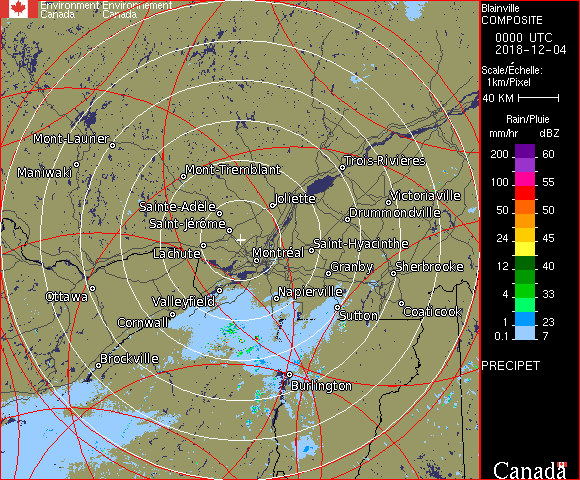 Environment Environnement
Canada Canada
Blainville
COMPOSITE
0000 UTC
2018-12-04
Scale/Échelle:
1km/Pixel
40 KM
Rain/Pluie
mm/hr dBZ
200 60
100 55
50 50
24 45
12 40
4 33
1 23
0.1 7
PRECIPET
Canada
Mont-Laurier
Maniwaki
Mont-Tremblant
Trois-Rivières
Joliette
Victoriaville
Sainte-Adèle
Drummondville
Saint-Jérôme
Saint-Hyacinthe
Lachute
Montréal
Granby
Sherbrooke
Ottawa
Valleyfield
Napierville
Cornwall
Sutton
Coaticook
Brockville
Burlington